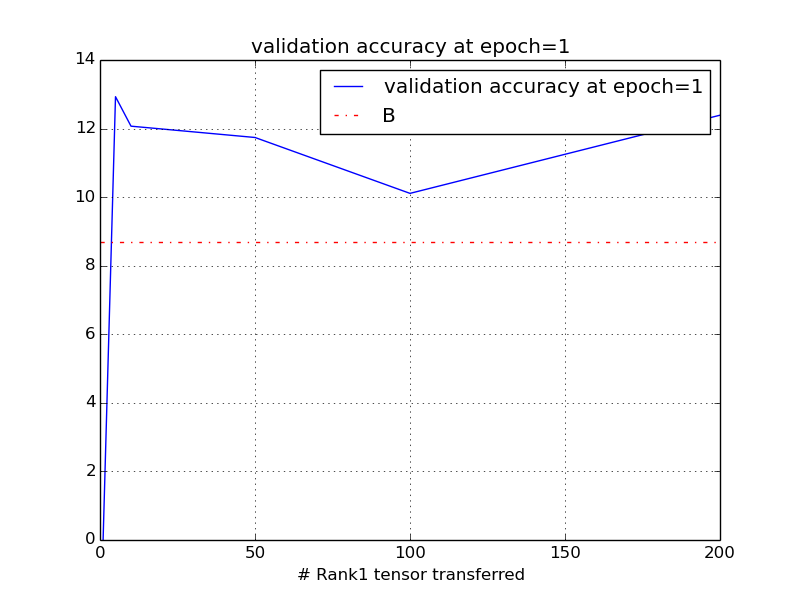 validation accuracy at epoch=1
validation accuracy at epoch=1
B
14
12
10
8
6
4
2
0
0 50 100 150 200
# Rank1 tensor transferred